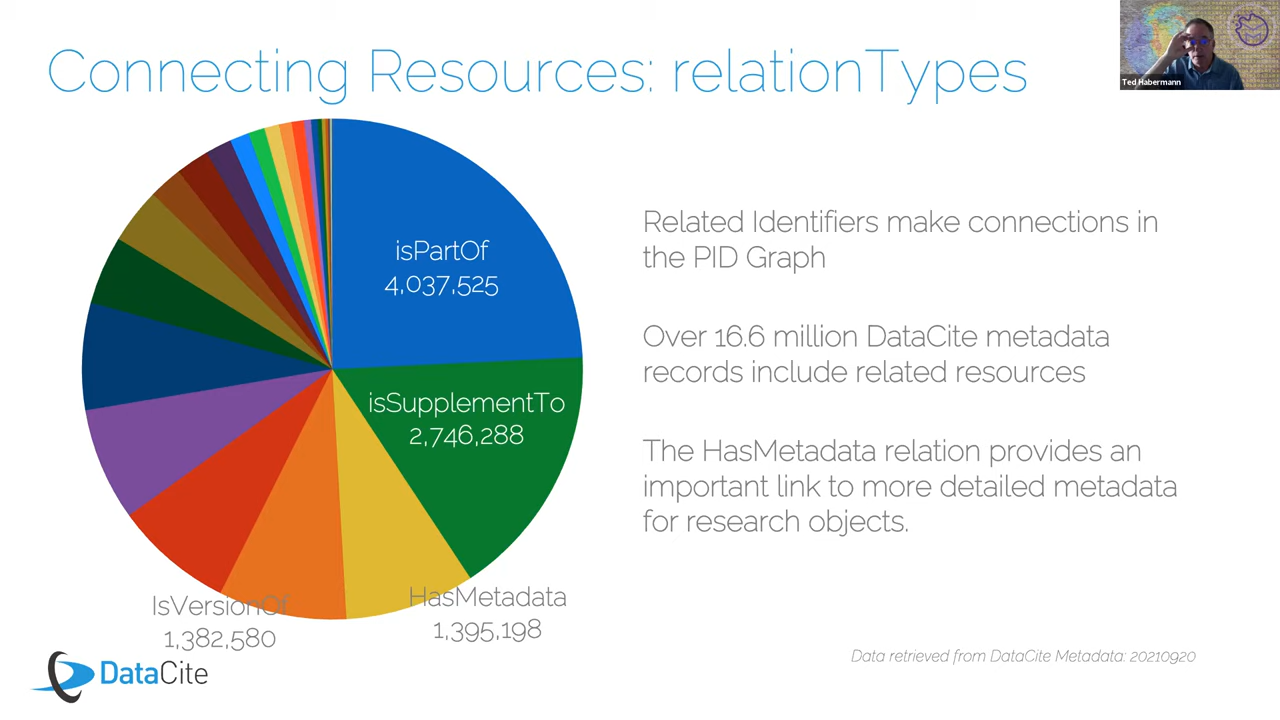 Connecting Resources: relationTypes
Ted Habermann
isPartOf
4,037,525
isSupplementTo
2,746,288
HasMetadata
1,395,198
IsVersionOf
1,382,580
Related Identifiers make connections in
the PID Graph
Over 16.6 million DataCite metadata
records include related resources
The HasMetadata relation provides an
important link to more detailed metadata
for research objects.
Data retrieved from DataCite Metadata: 20210920
DataCite